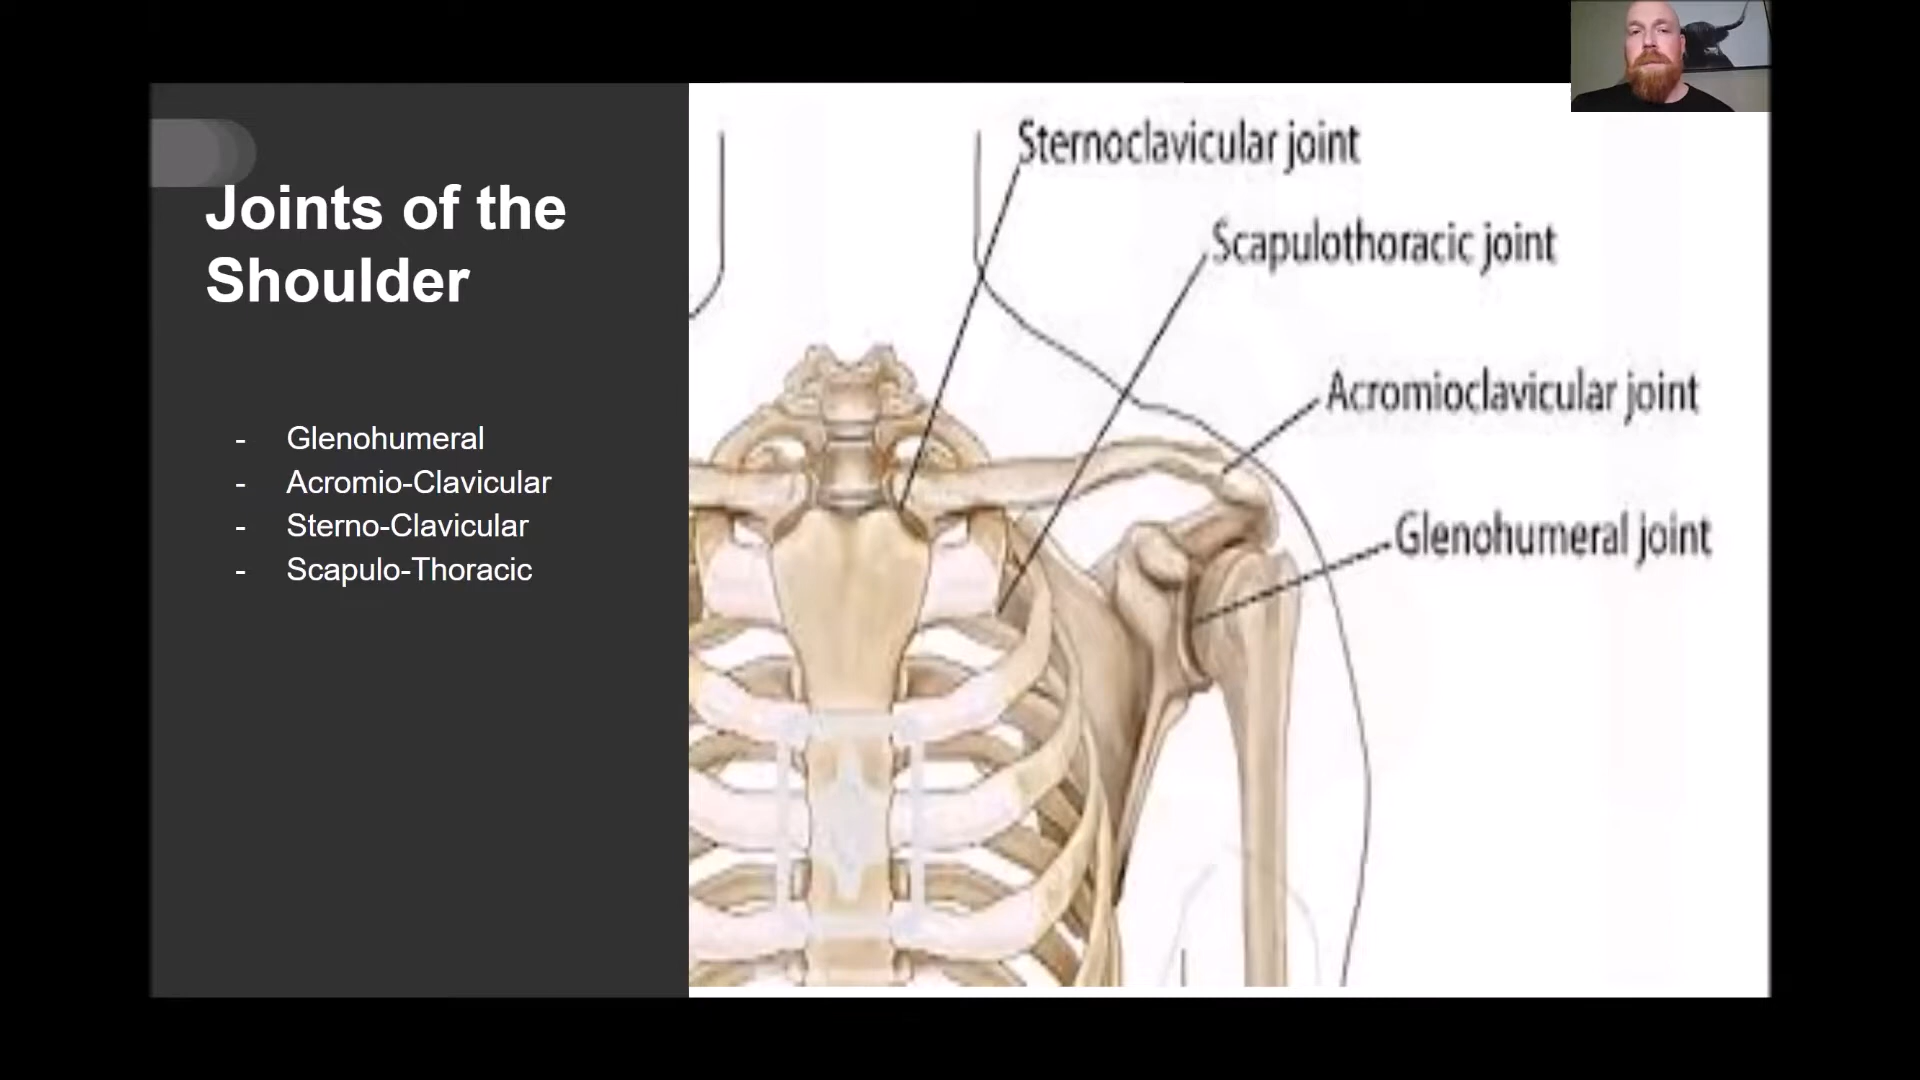 Joints of the
Shoulder
- Glenohumeral
- Acromio-Clavicular
- Sterno-Clavicular
- Scapulo-Thoracic
Sternoclavicular joint
Scapulothoracic joint
Acromioclavicular joint
Glenohumeral joint